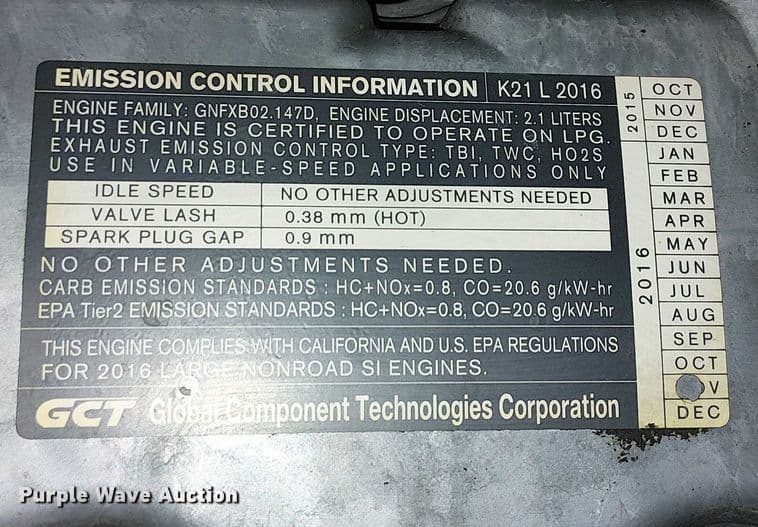 EMISSION CONTROL INFORMATION K21 L 2016
ENGINE FAMILY: GNFXB02.147D, ENGINE DISPLACEMENT: 2.1 LITERS
THIS ENGINE IS CERTIFIED TO OPERATE ON LPG.
EXHAUST EMISSION CONTROL TYPE: TBI, TWC, HO2S
USE IN VARIABLE-SPEED APPLICATIONS ONLY
IDLE SPEED NO OTHER ADJUSTMENTS NEEDED
VALVE LASH 0.38 mm (HOT)
SPARK PLUG GAP 0.9 mm
NO OTHER ADJUSTMENTS NEEDED.
CARB EMISSION STANDARDS : HC+NOx=0.8, CO=20.6 g/kW-hr
EPA Tier2 EMISSION STANDARDS : HC+NOx=0.8, CO=20.6 g/kW-hr
THIS ENGINE COMPLIES WITH CALIFORNIA AND U.S. EPA REGULATIONS
FOR 2016 LARGE NONROAD SI ENGINES.
GCT Global Component Technologies Corporation
2015
OCT
NOV
DEC
2016
JAN
FEB
MAR
APR
MAY
JUN
JUL
AUG
SEP
OCT
DEC
Purple Wave Auction